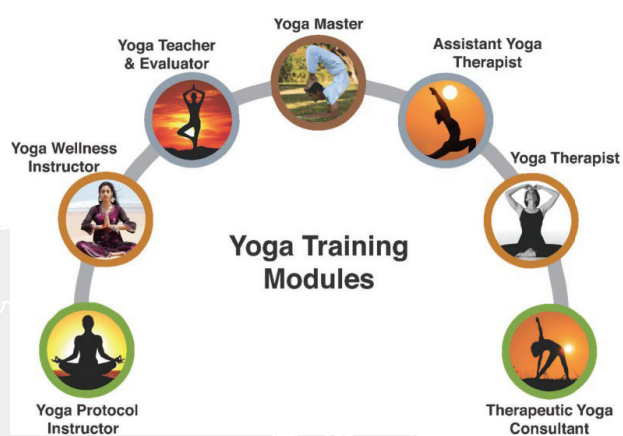 Yoga Master
Yoga Teacher
& Evaluator
Assistant Yoga
Therapist
Yoga Wellness
Instructor
Yoga Therapist
Yoga Training
Modules
Yoga Protocol
Instructor
Therapeutic Yoga
Consultant